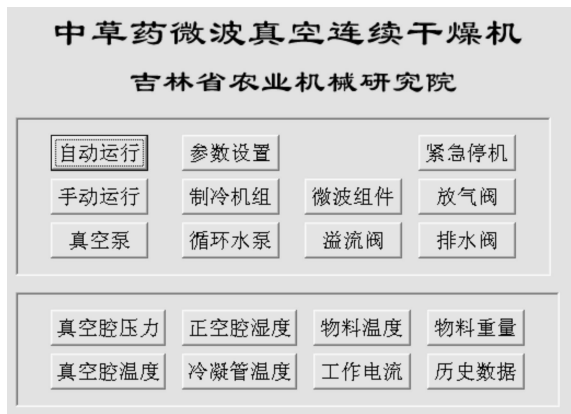 中草药微波真空连续干燥机
吉林省农业机械研究院
自动运行 参数设置 紧急停机
手动运行 制冷机组 微波组件 放气阀
真空泵 循环水泵 溢流阀 排水阀
真空腔压力 正空腔湿度 物料温度 物料重量
真空腔温度 冷凝管温度 工作电流 历史数据